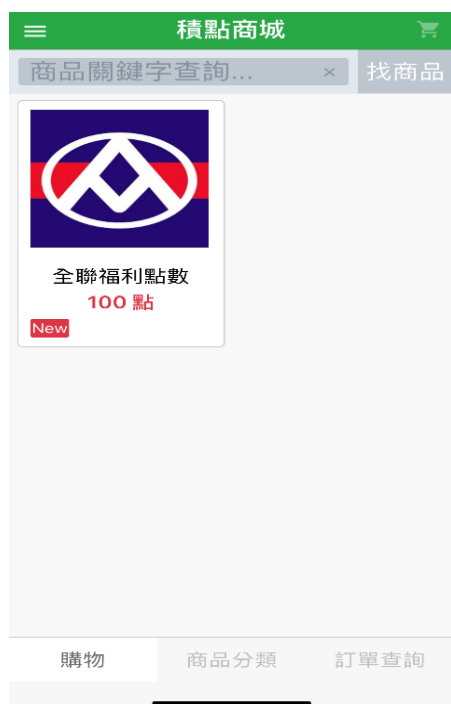 積點商城
商品關鍵字查詢... ×
找商品
全聯福利點數
100 點
New
購物 商品分類 訂單查詢